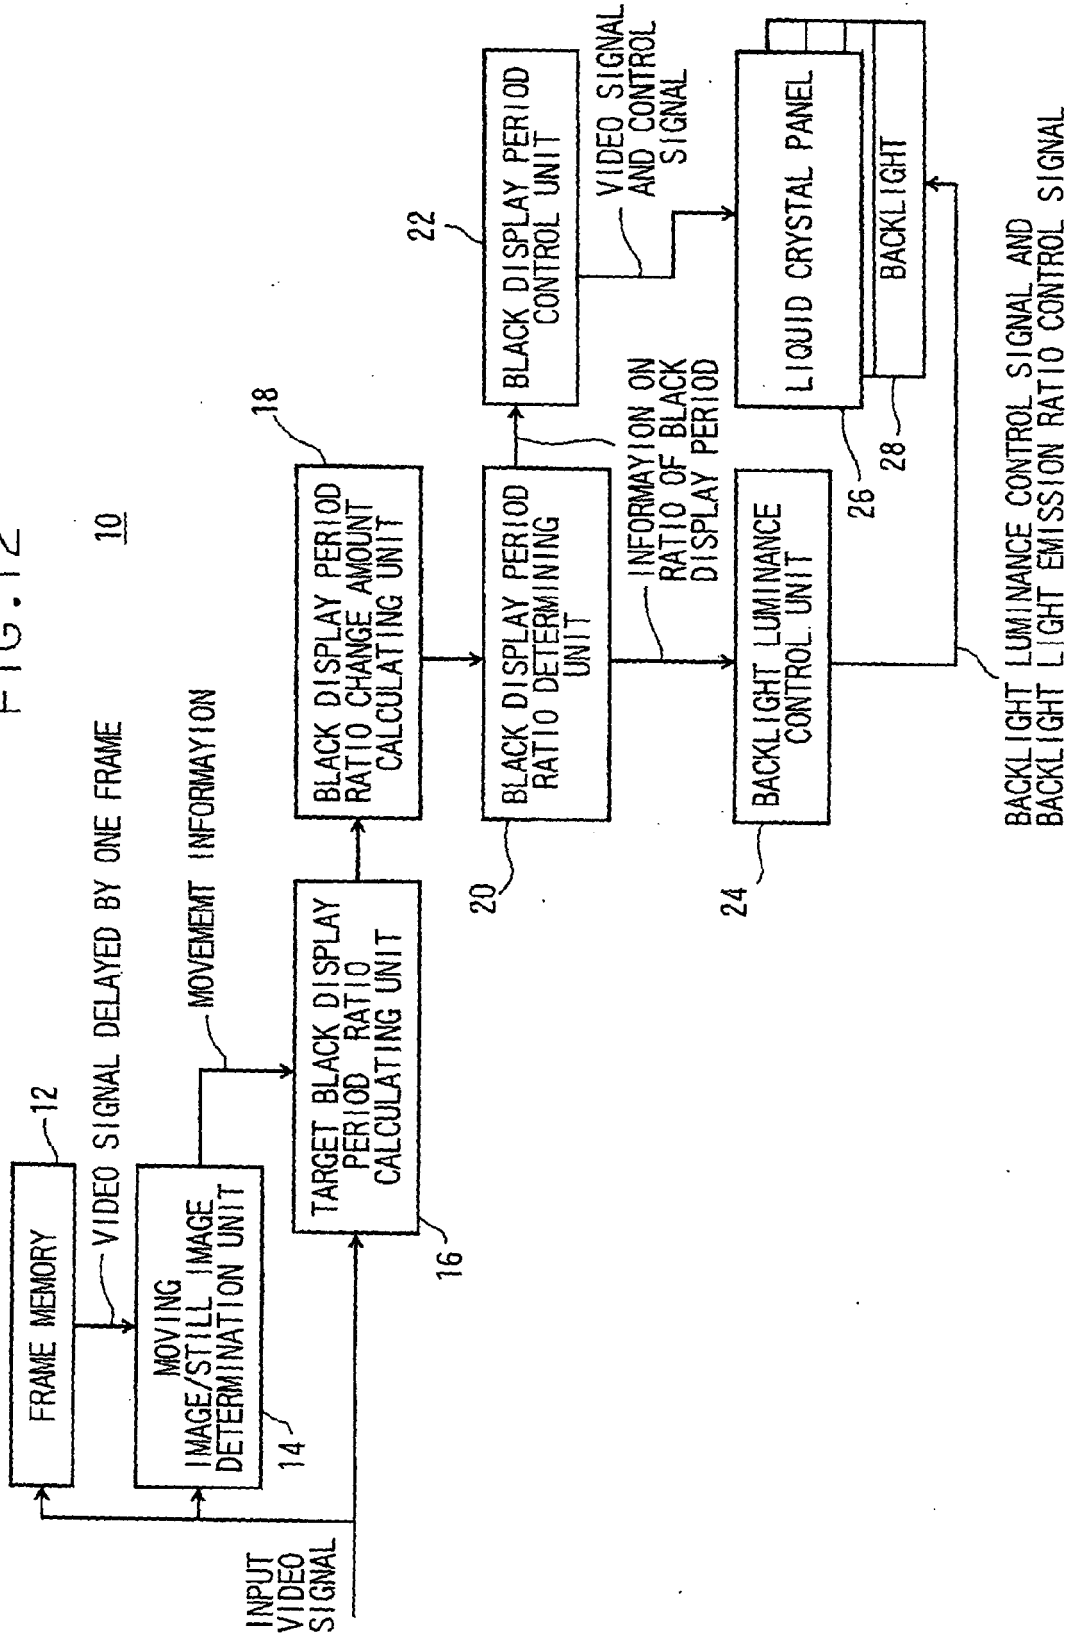 FIG.12
10
FRAME MEMORY
12
VIDEO SIGNAL DELAYED BY ONE FRAME
MOVING
IMAGE/STILL IMAGE
DETERMINATION UNIT
14
MOVEMT INFORMAYION
INPUT
VIDEO
SIGNAL
TARGET BLACK DISPLAY
PERIOD RATIO
CALCULATING UNIT
16
BLACK DISPLAY PERIOD
RATIO CHANGE AMOUNT
CALCULATING UNIT
18
BLACK DISPLAY PERIOD
RATIO DETERMINING
UNIT
20
BLACK DISPLAY PERIOD
CONTROL UNIT
22
INFORMAYION ON
RATIO OF BLACK
DISPLAY PERIOD
VIDEO SIGNAL
AND CONTROL
SIGNAL
BACKLIGHT LUMINANCE
CONTROL UNIT
24
LIQUID CRYSTAL PANEL
26
BACKLIGHT
28
BACKLIGHT LUMINANCE CONTROL SIGNAL AND
BACKLIGHT LIGHT EMISSION RATIO CONTROL SIGNAL